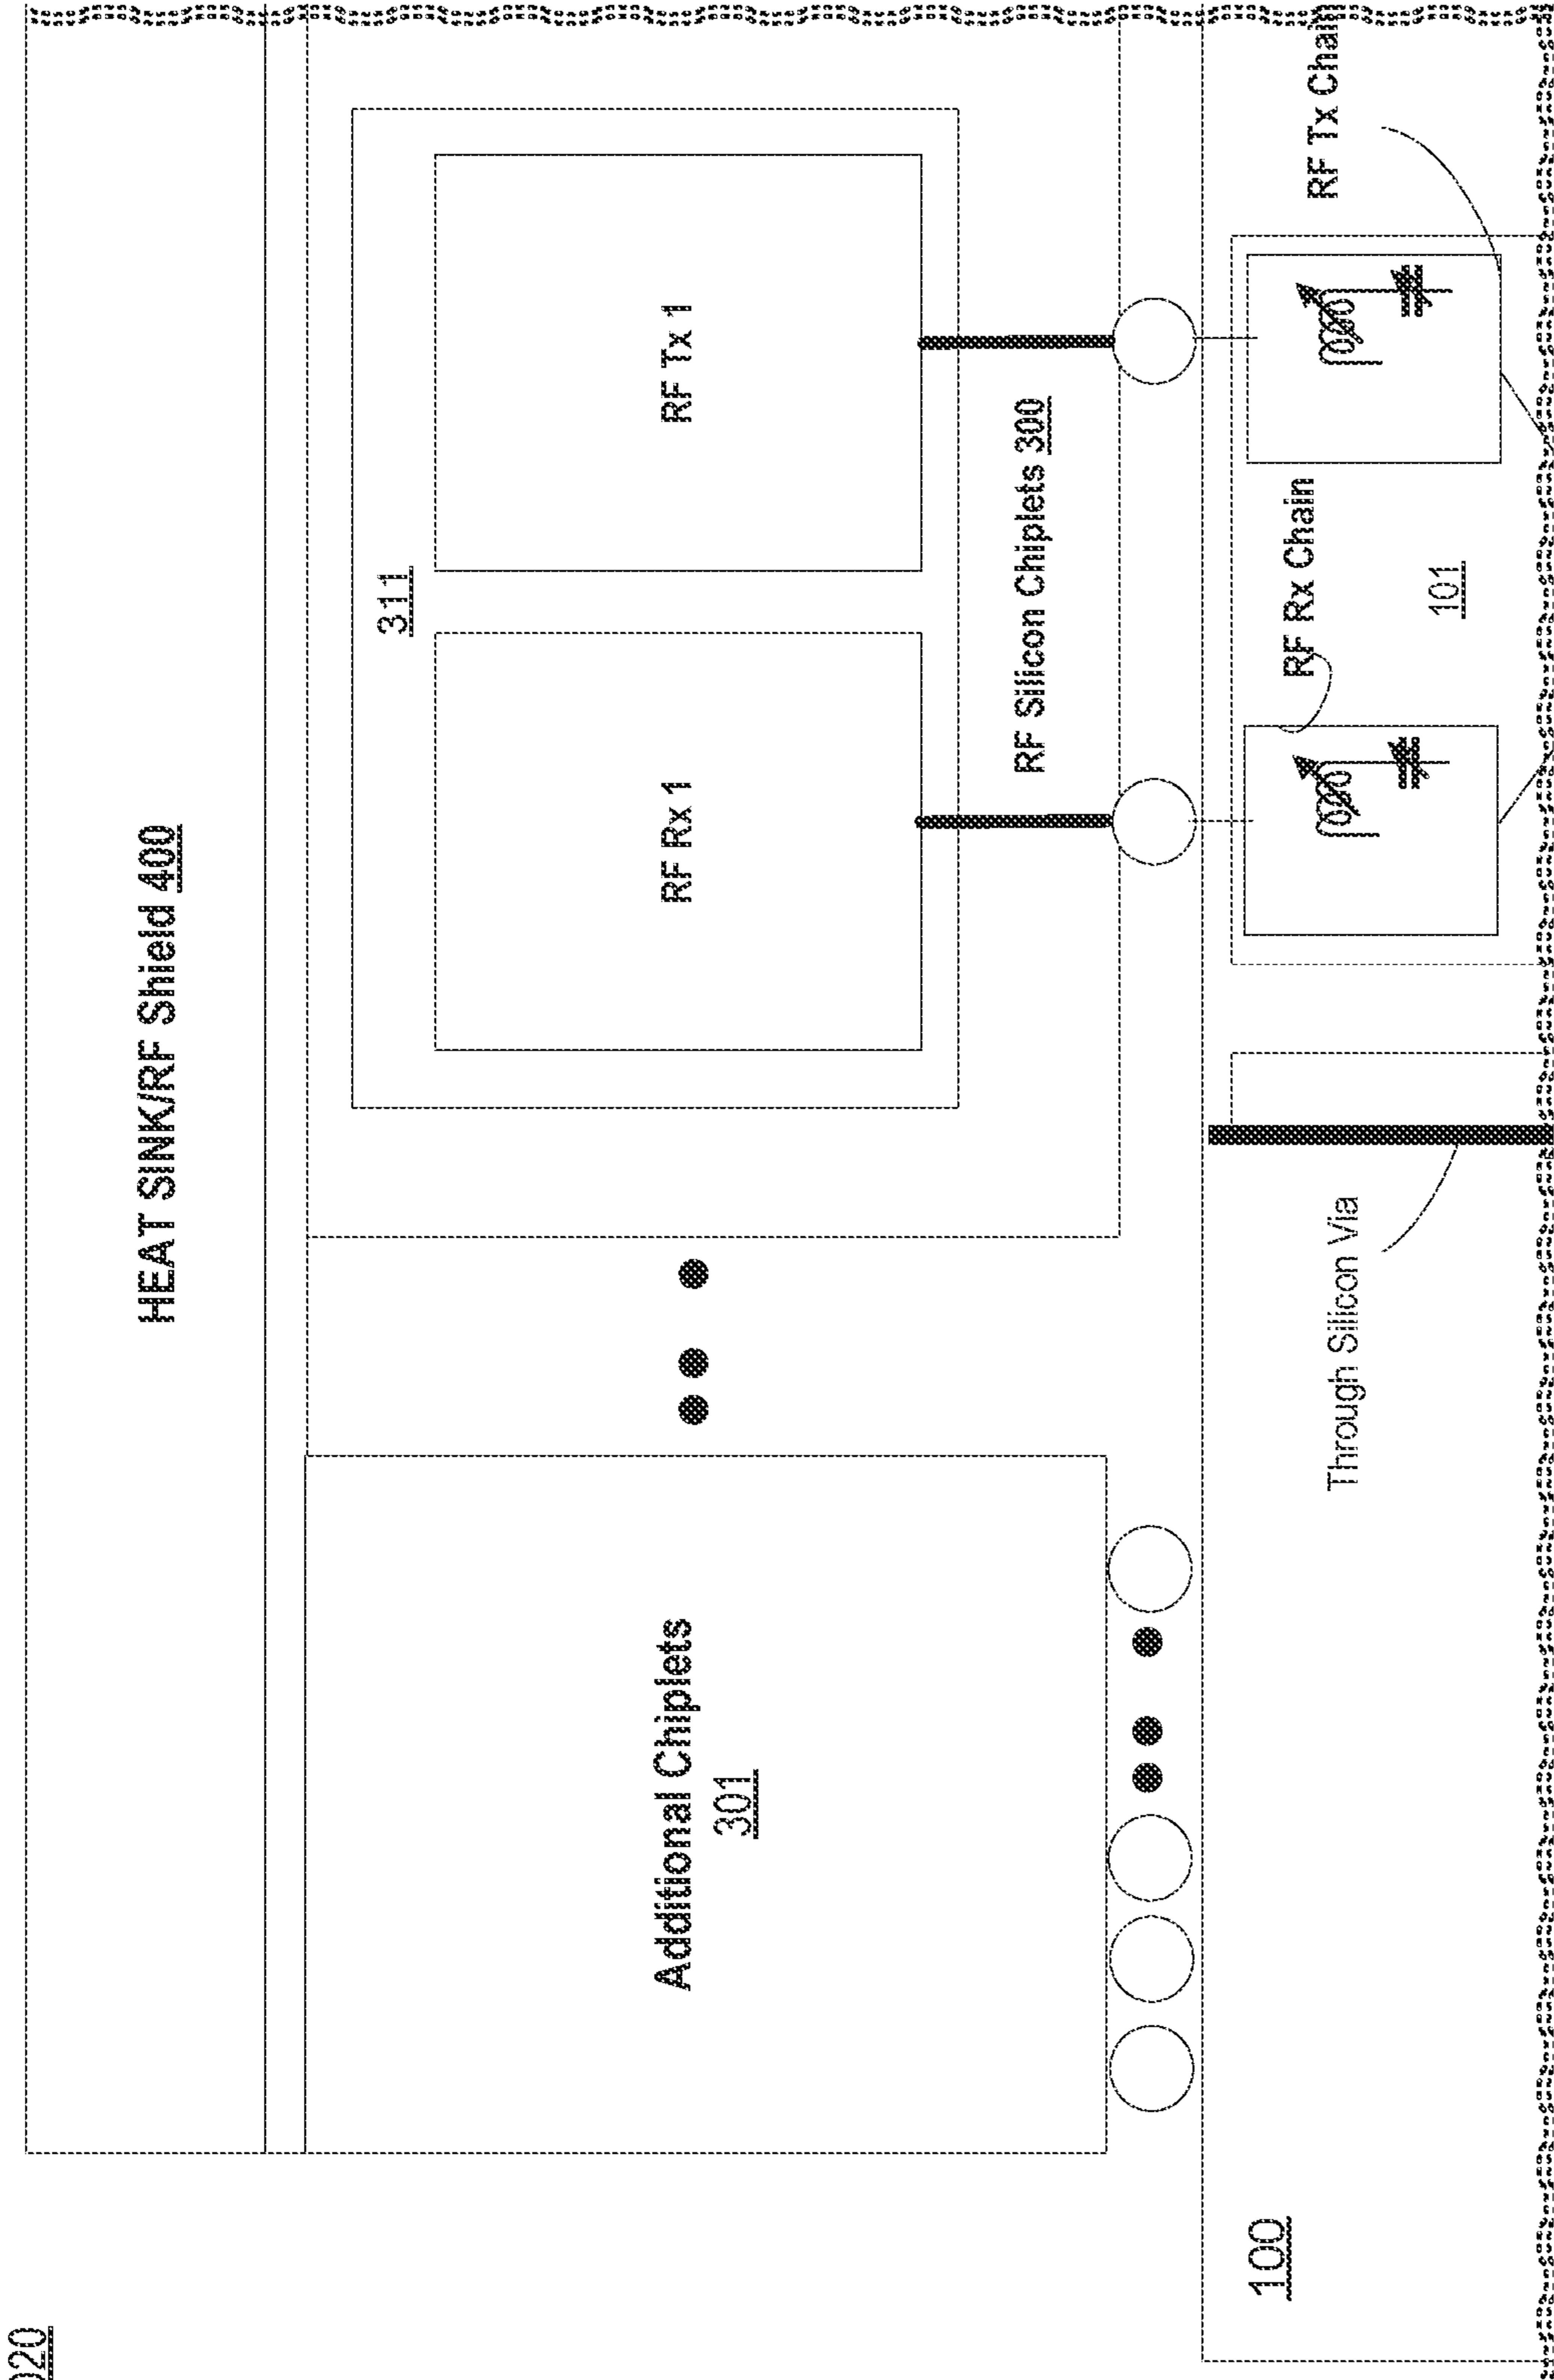 HEAT SINK/RF Shield 400
311
RF Rx 1
RF Tx 1
RF Silicon Chiplets 300
Additional Chiplets
301
RF Rx Chain
RF Tx Chain
101
Through Silicon Via
100